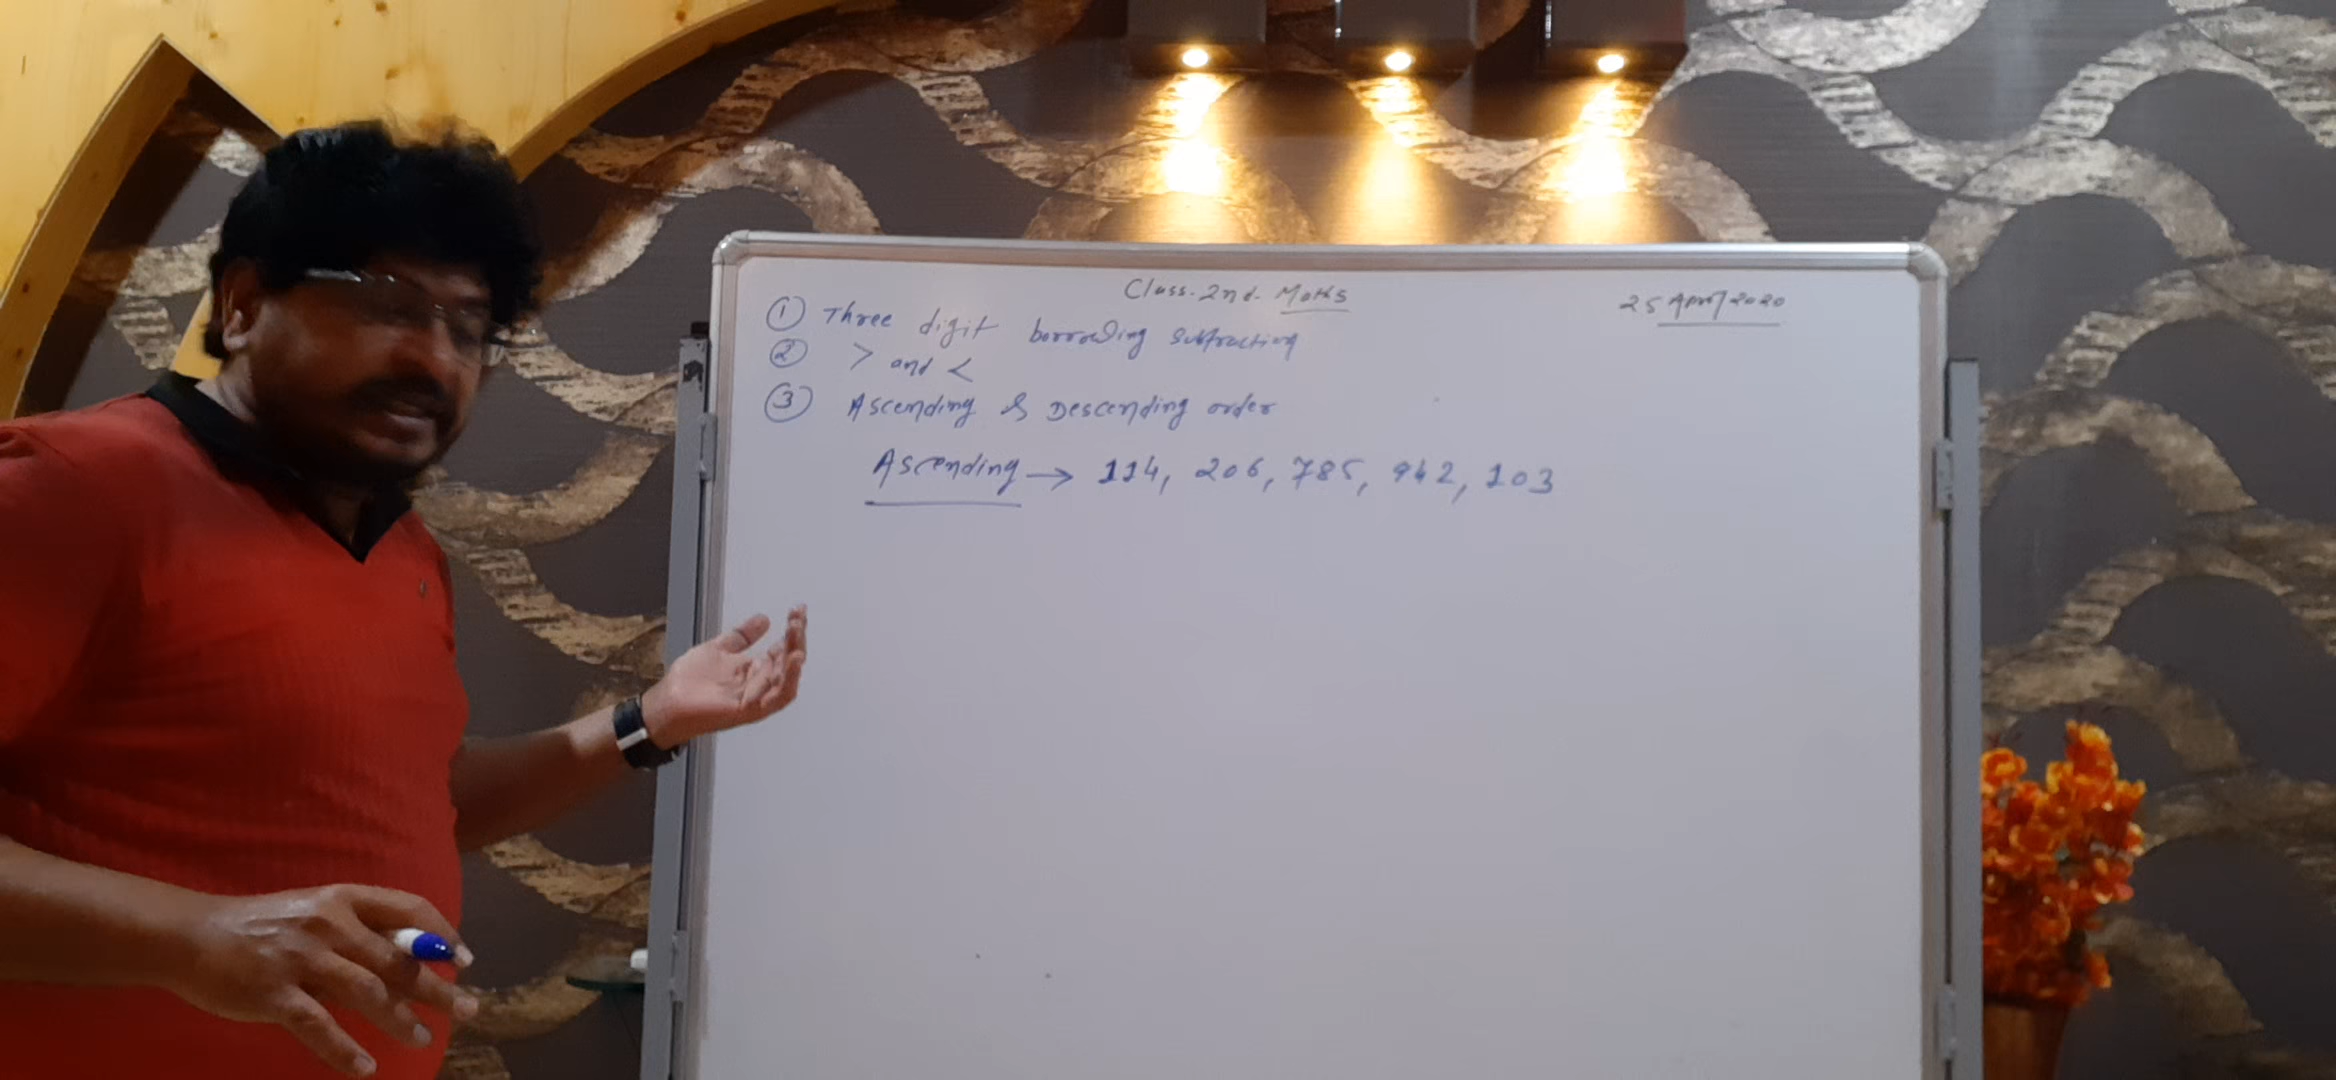 Class. 2nd. Maths
25 April 2020
① Three digit borrowing subtraction
② > and <
③ Ascending & Descending order
Ascending → 114, 206, 785, 942, 103